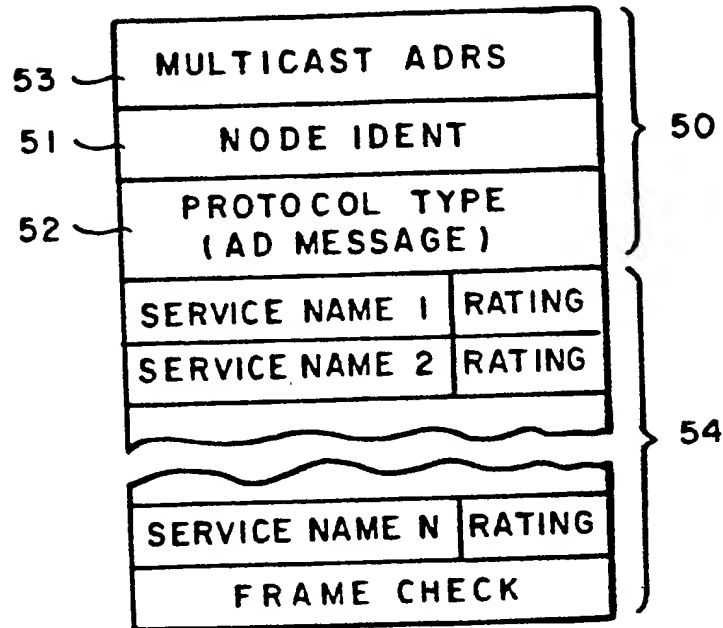 53 MULTICAST ADRS
51 NODE IDENT 50
52 PROTOCOL TYPE
(AD MESSAGE)
SERVICE NAME 1 RATING
SERVICE NAME 2 RATING
54
SERVICE NAME N RATING
FRAME CHECK